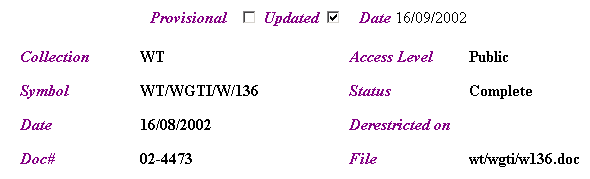 Provisional Updated Date 16/09/2002
Collection WT Access Level Public
Symbol WT/WGTI/W/136 Status Complete
Date 16/08/2002 Derestricted on
Doc# 02-4473 File wt/wgti/w136.doc